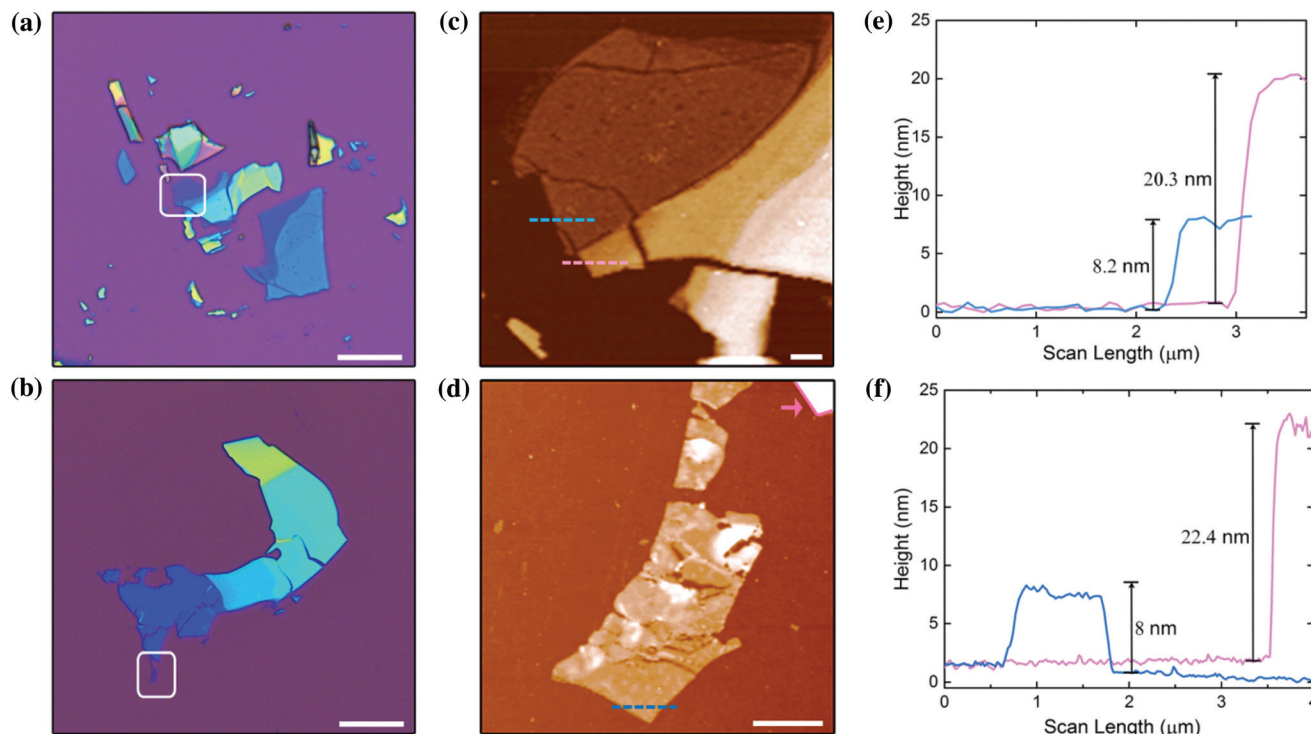 (a)
(c)
(e)
25
20
15
10
5
0
Height (nm)
20.3 nm
8.2 nm
0
1
2
3
Scan Length (μm)
(b)
(d)
(f)
25
20
15
10
5
0
Height (nm)
22.4 nm
8 nm
0
1
2
3
4
Scan Length (μm)